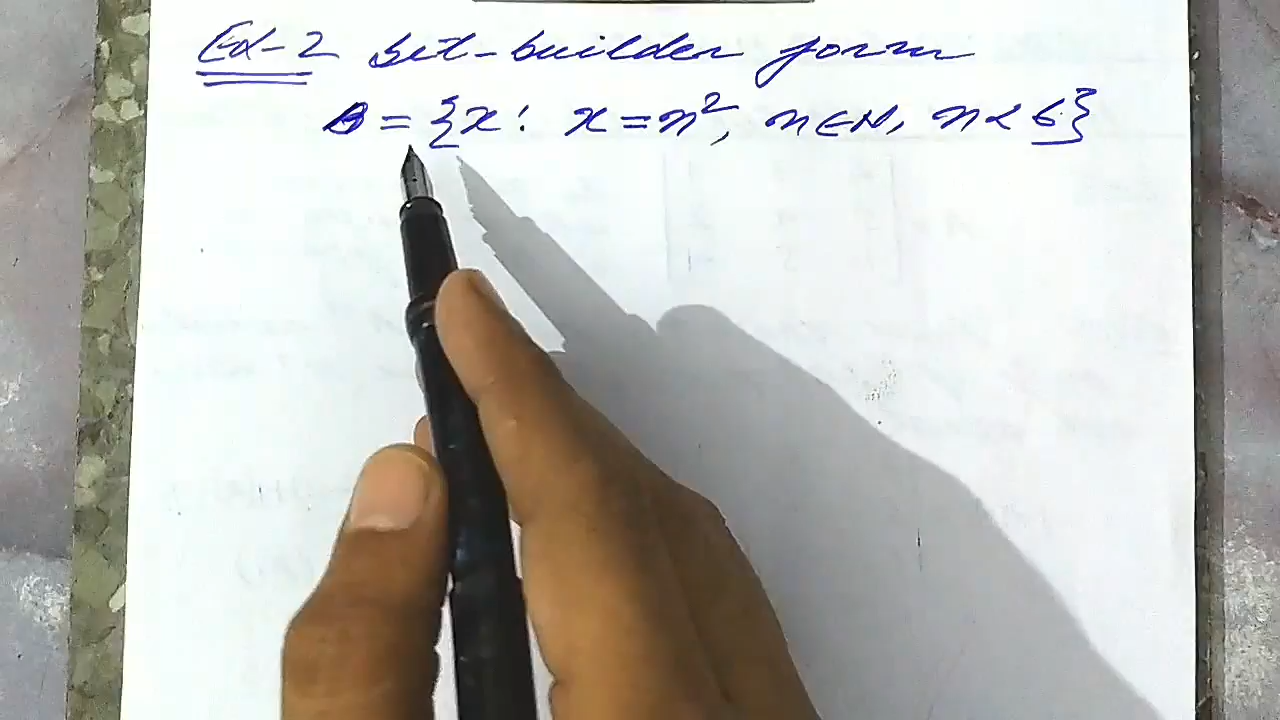 Ex-2 Set-builder form
B = {x : x = n², n∈N, n < 6}